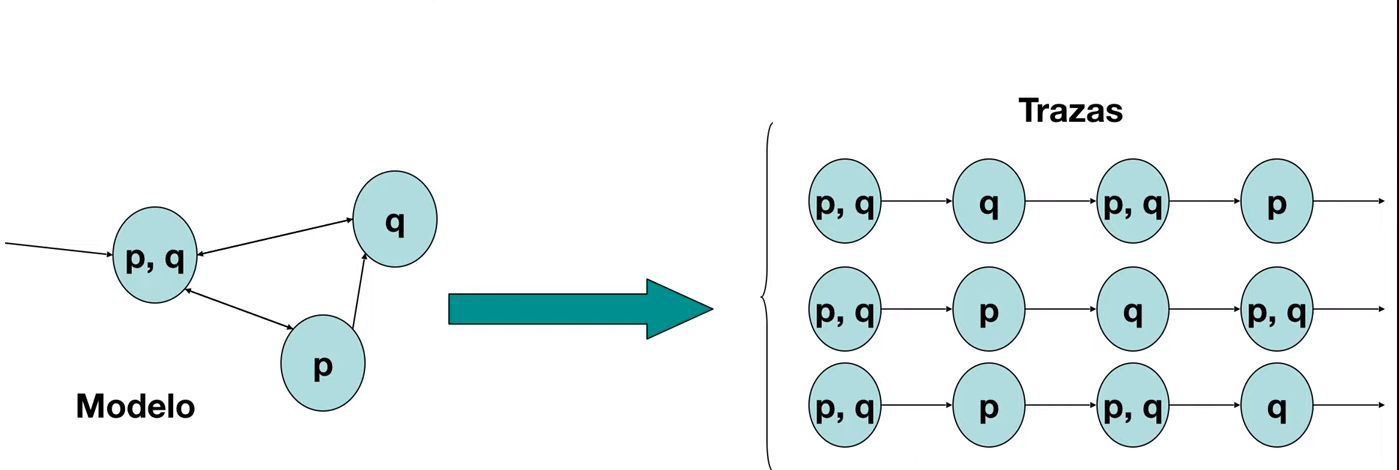 Modelo
p, q
q
p
Trazas
p, q q p, q p
p, q p q p, q
p, q p p, q q